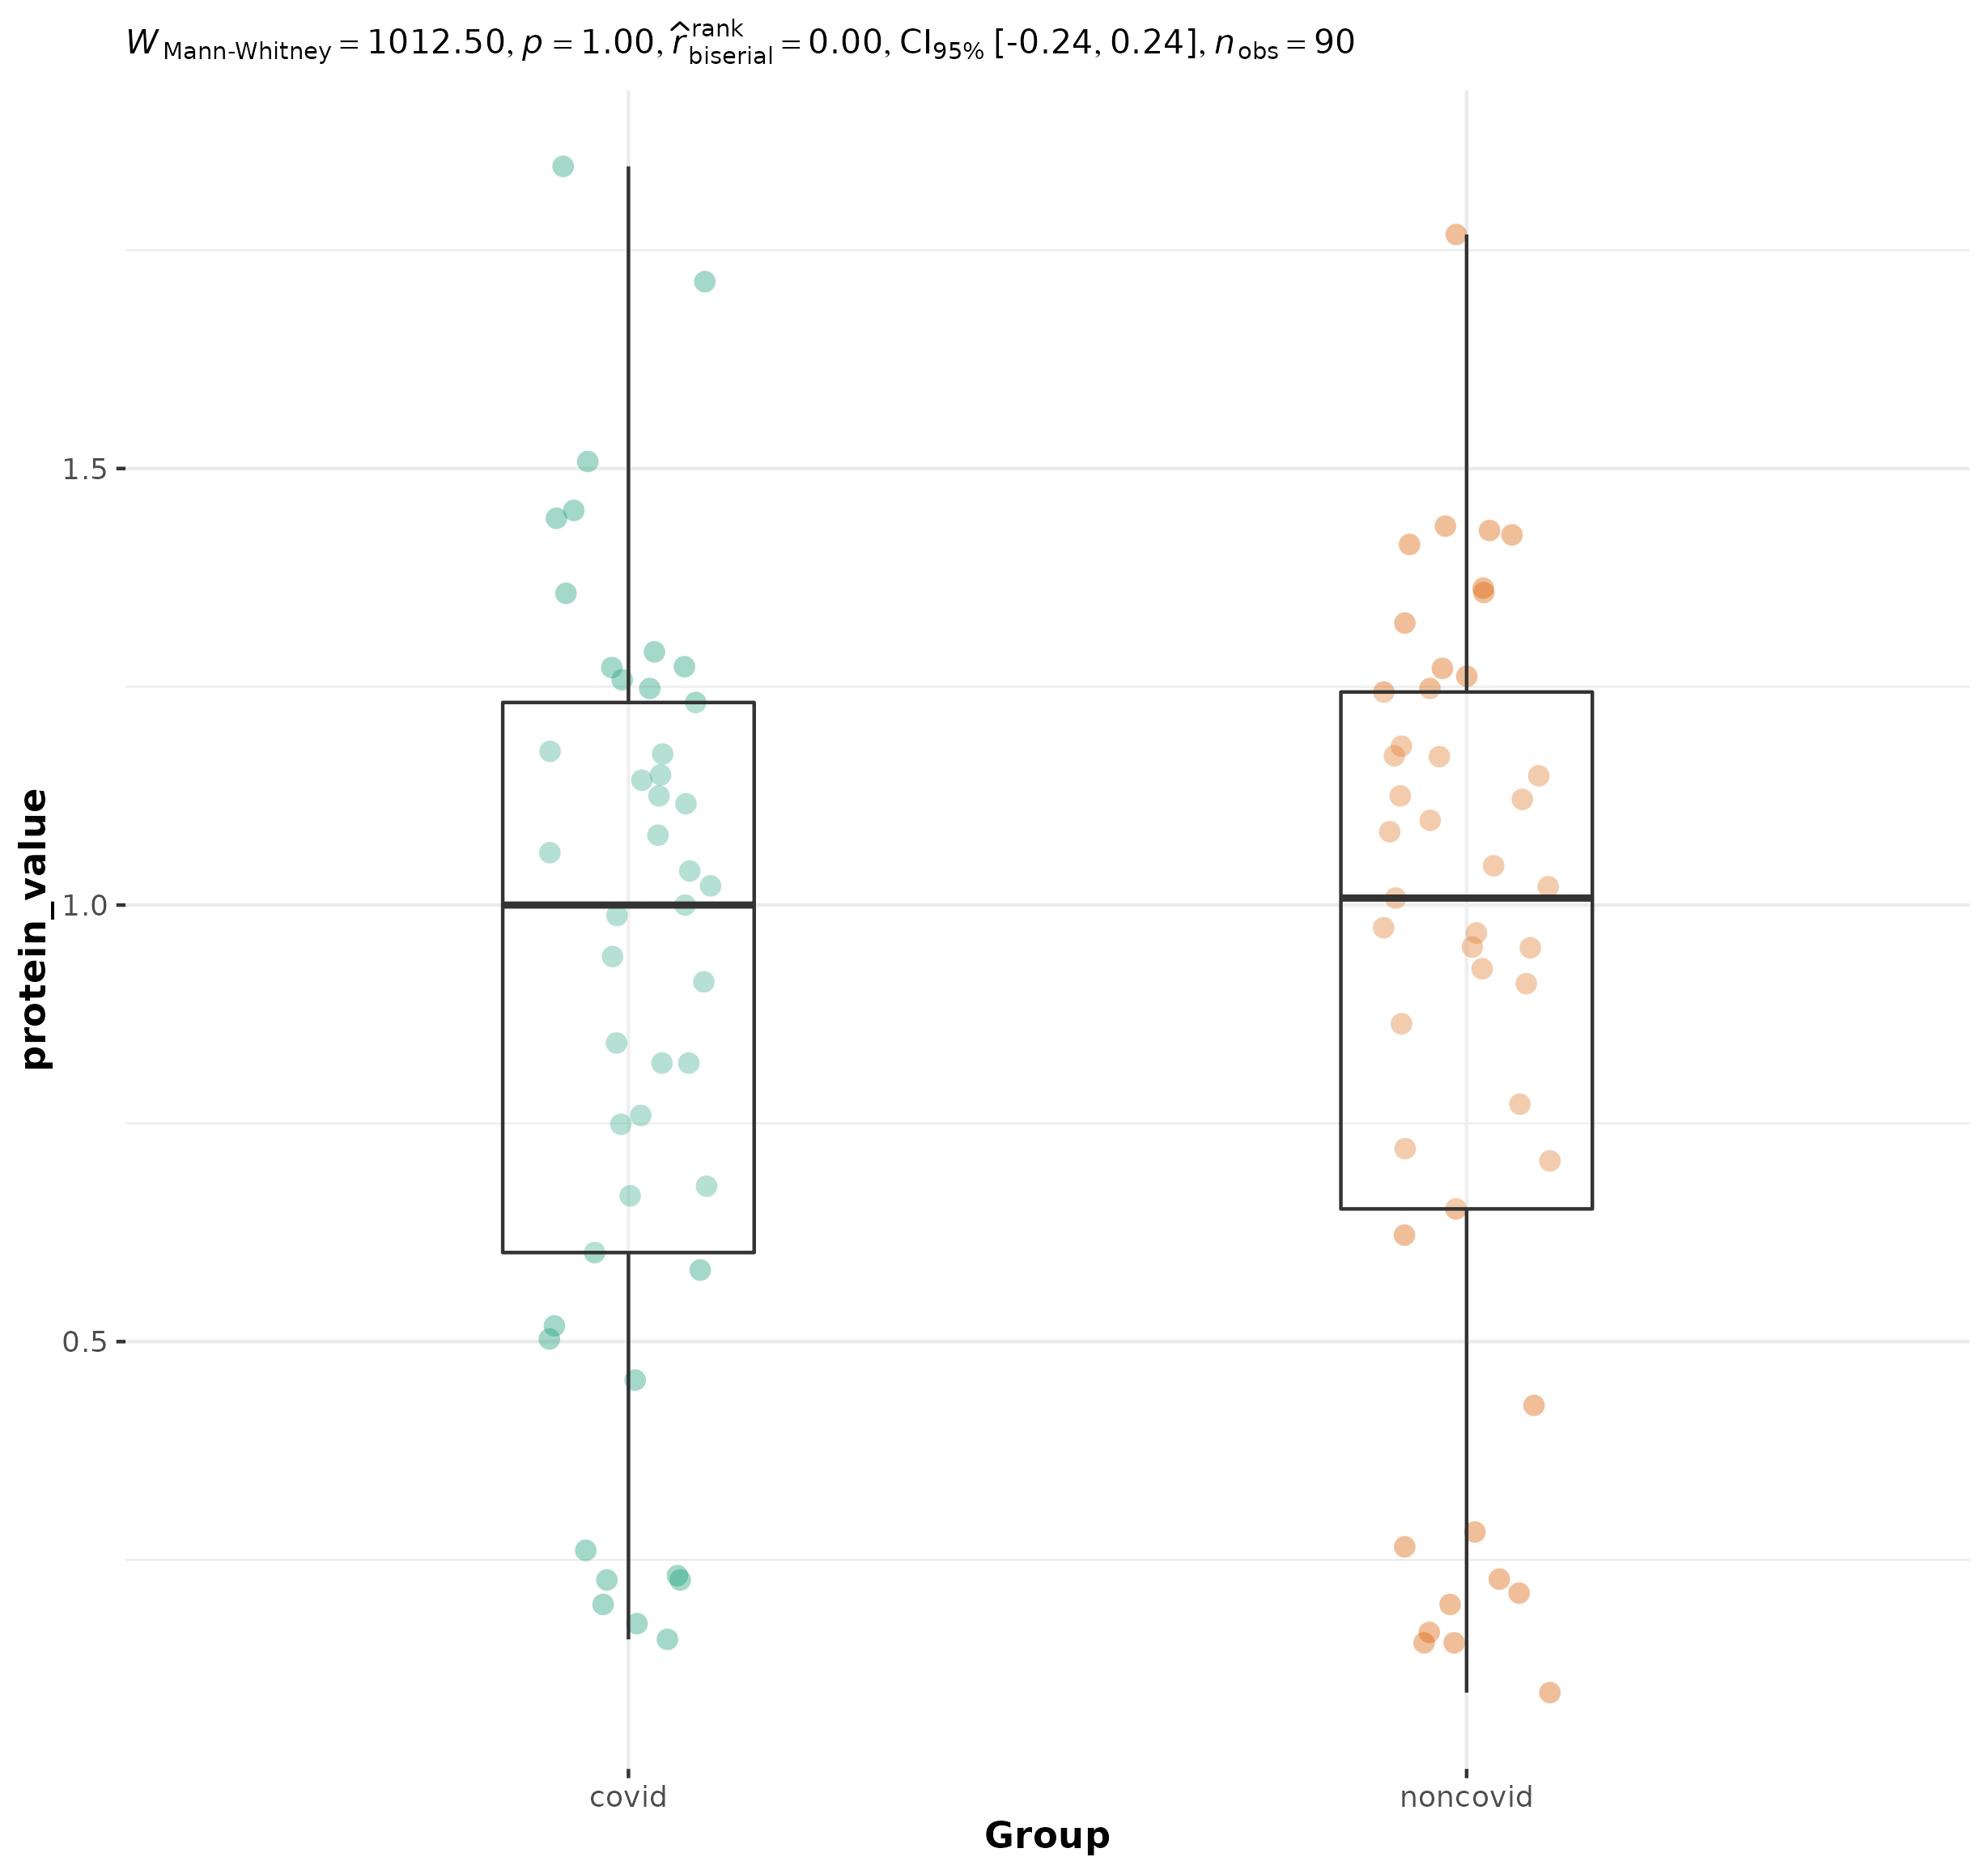 W Mann-Whitney = 1012.50, p = 1.00, r̂ rank biserial = 0.00, CI95% [-0.24, 0.24], n obs = 90
1.5
1.0
0.5
protein_value
covid
noncovid
Group